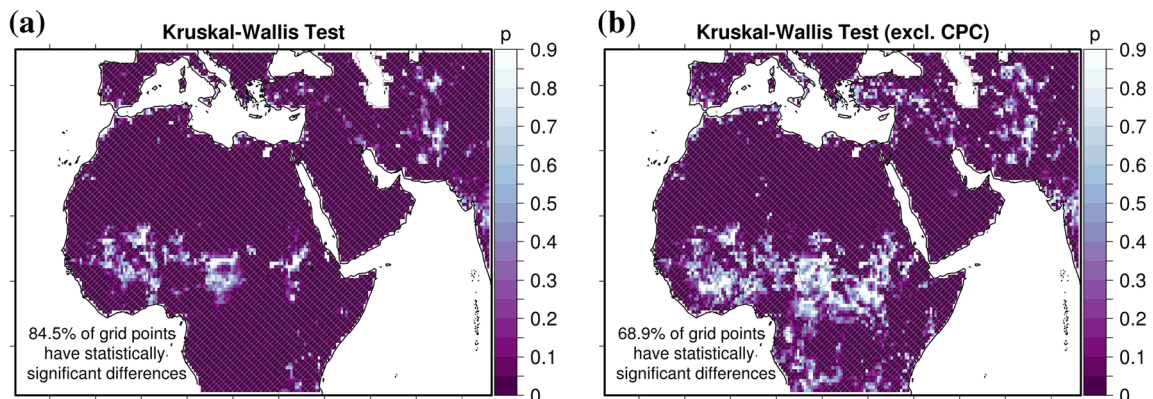 (a)
Kruskal-Wallis Test
p
0.9
0.8
0.7
0.6
0.5
0.4
0.3
0.2
0.1
0
84.5% of grid points
have statistically
significant differences
(b)
Kruskal-Wallis Test (excl. CPC)
p
0.9
0.8
0.7
0.6
0.5
0.4
0.3
0.2
0.1
0
68.9% of grid points
have statistically
significant differences